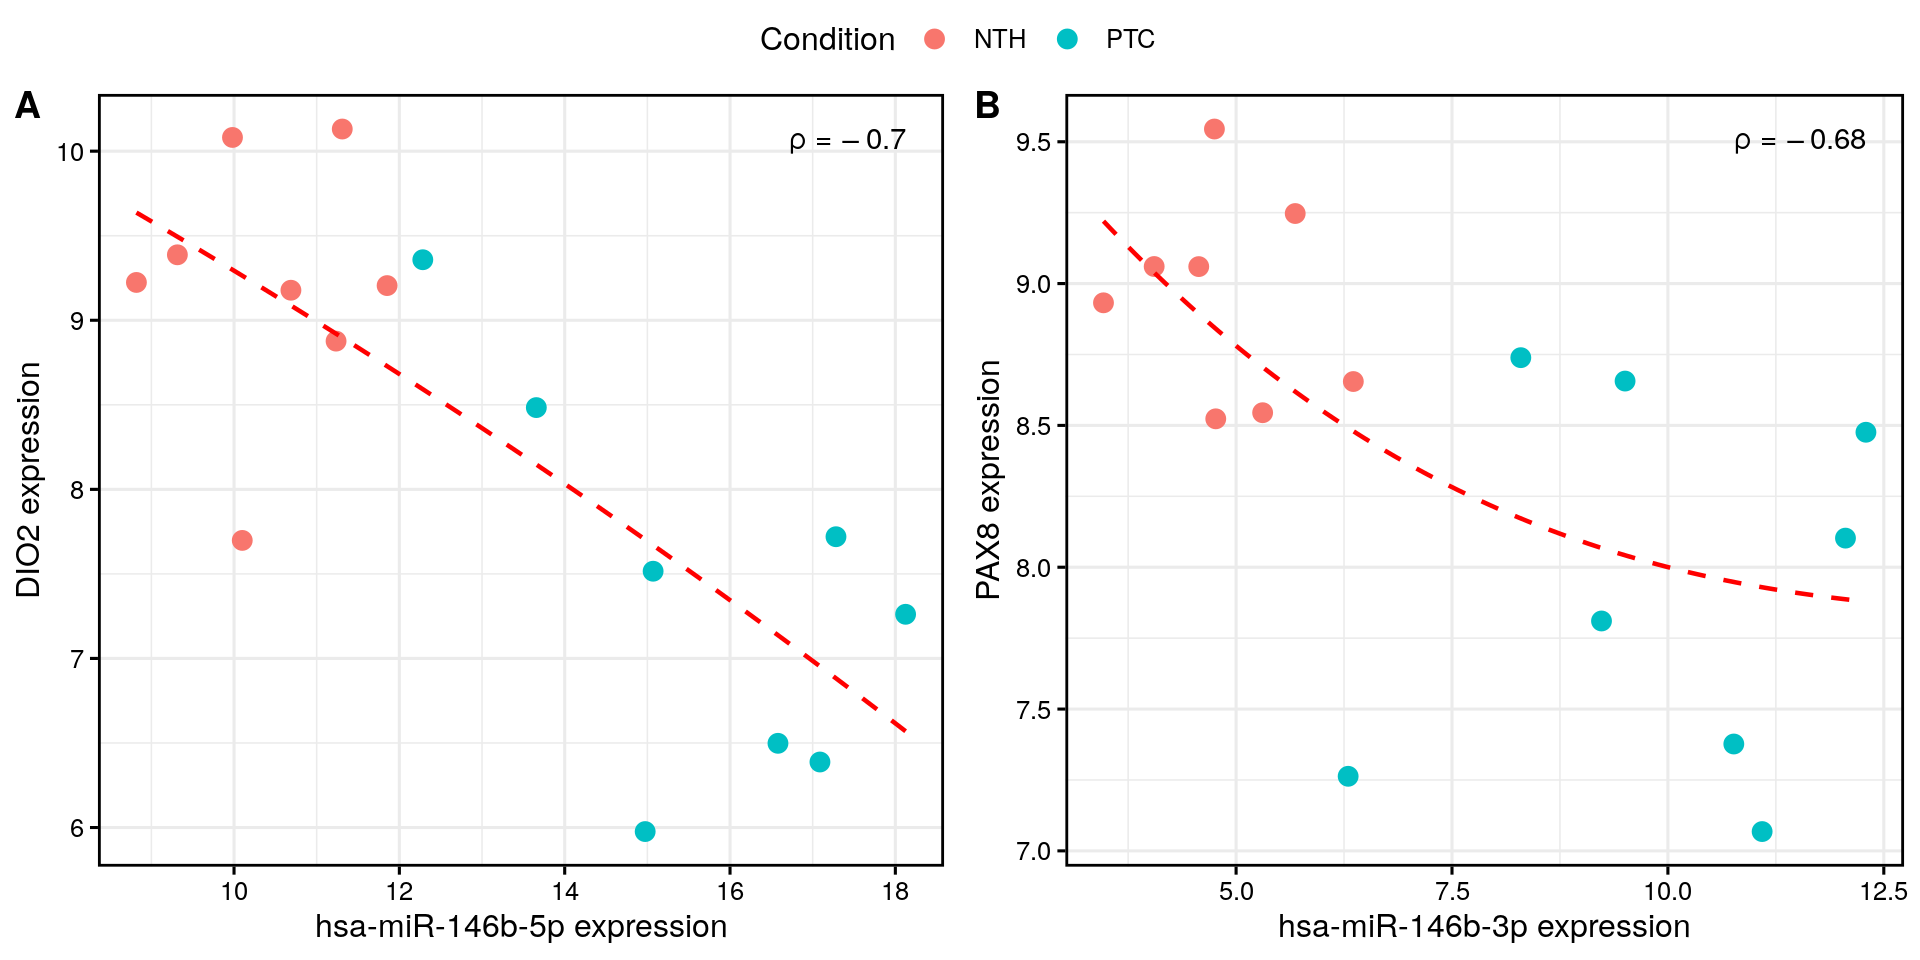 Condition NTH PTC
A
ρ = − 0.7
10
9
8
7
6
DIO2 expression
10 12 14 16 18
hsa-miR-146b-5p expression
B
ρ = − 0.68
9.5
9.0
8.5
8.0
7.5
7.0
PAX8 expression
5.0 7.5 10.0 12.5
hsa-miR-146b-3p expression